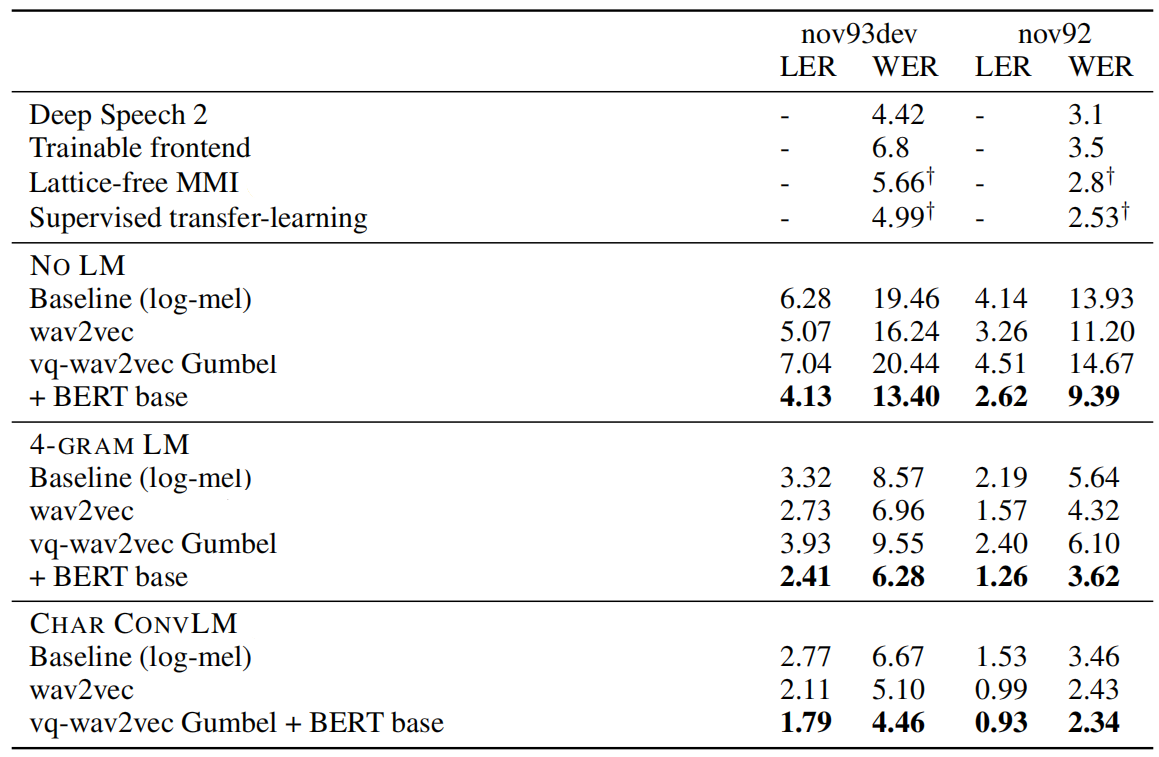 nov93dev nov92
LER WER LER WER
Deep Speech 2 - 4.42 - 3.1
Trainable frontend - 6.8 - 3.5
Lattice-free MMI - 5.66† - 2.8†
Supervised transfer-learning - 4.99† - 2.53†
NO LM
Baseline (log-mel) 6.28 19.46 4.14 13.93
wav2vec 5.07 16.24 3.26 11.20
vq-wav2vec Gumbel 7.04 20.44 4.51 14.67
+ BERT base 4.13 13.40 2.62 9.39
4-GRAM LM
Baseline (log-mel) 3.32 8.57 2.19 5.64
wav2vec 2.73 6.96 1.57 4.32
vq-wav2vec Gumbel 3.93 9.55 2.40 6.10
+ BERT base 2.41 6.28 1.26 3.62
CHAR CONVLM
Baseline (log-mel) 2.77 6.67 1.53 3.46
wav2vec 2.11 5.10 0.99 2.43
vq-wav2vec Gumbel + BERT base 1.79 4.46 0.93 2.34